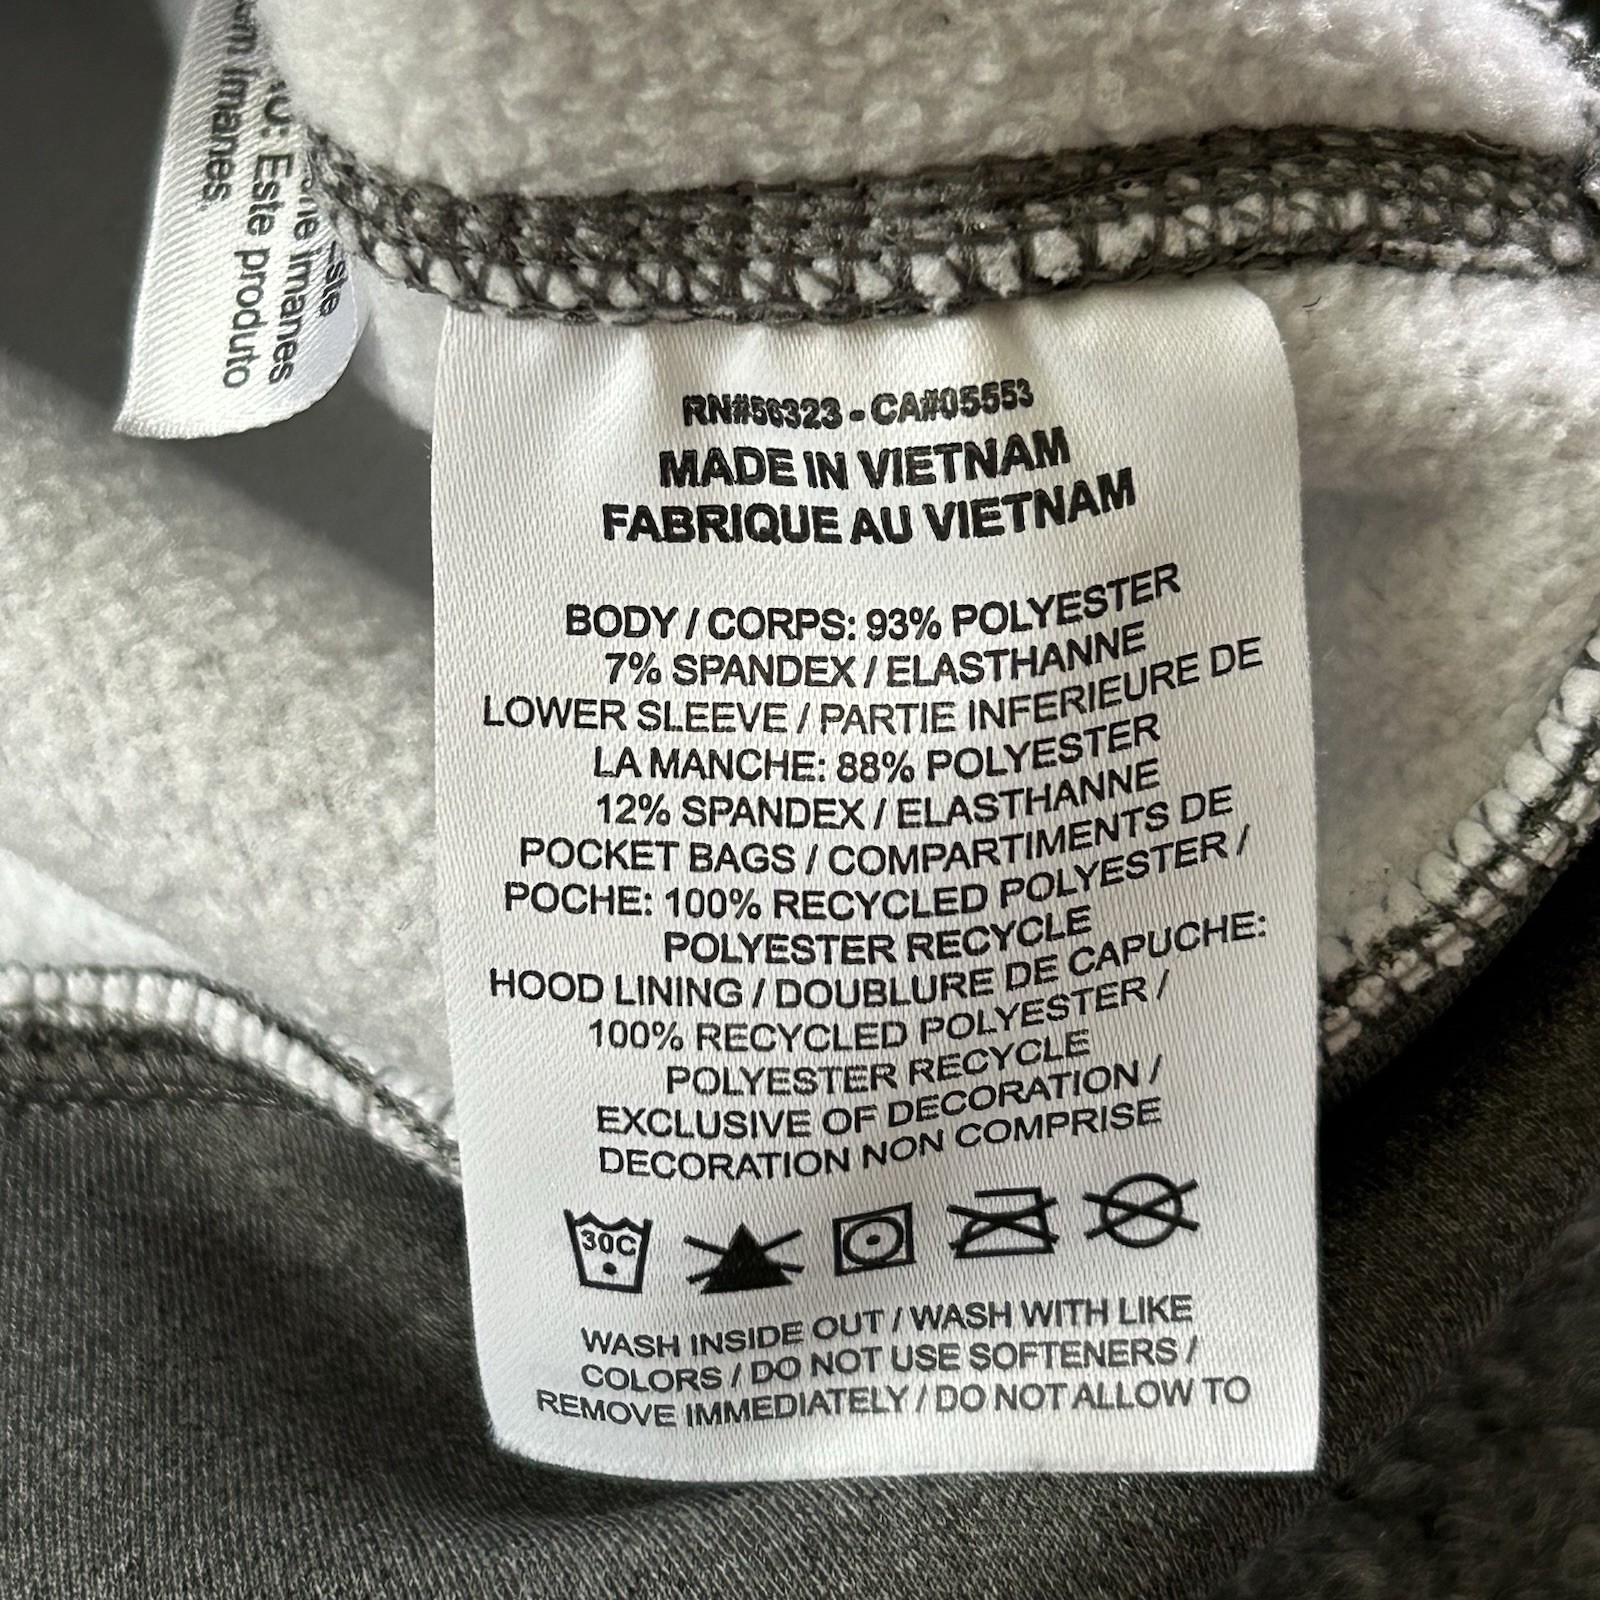 Este
imanes
Este produto
imanes.
RN#56323 - CA#05553
MADE IN VIETNAM
FABRIQUE AU VIETNAM
BODY / CORPS: 93% POLYESTER
7% SPANDEX / ELASTHANNE
LOWER SLEEVE / PARTIE INFERIEURE DE
LA MANCHE: 88% POLYESTER
12% SPANDEX / ELASTHANNE
POCKET BAGS / COMPARTIMENTS DE
POCHE: 100% RECYCLED POLYESTER /
POLYESTER RECYCLE
HOOD LINING / DOUBLURE DE CAPUCHE:
100% RECYCLED POLYESTER /
POLYESTER RECYCLE
EXCLUSIVE OF DECORATION /
DECORATION NON COMPRISE
30C
WASH INSIDE OUT / WASH WITH LIKE
COLORS / DO NOT USE SOFTENERS /
REMOVE IMMEDIATELY / DO NOT ALLOW TO